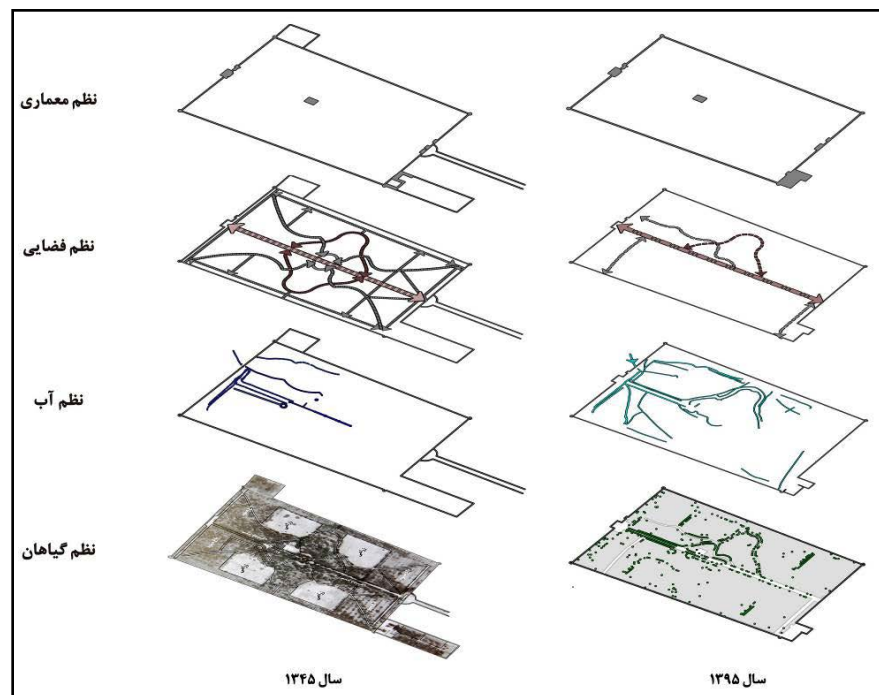 نظم معماری
نظم فضایی
نظم آب
نظم گیاهان
سال ۱۳۴۵
سال ۱۳۹۵